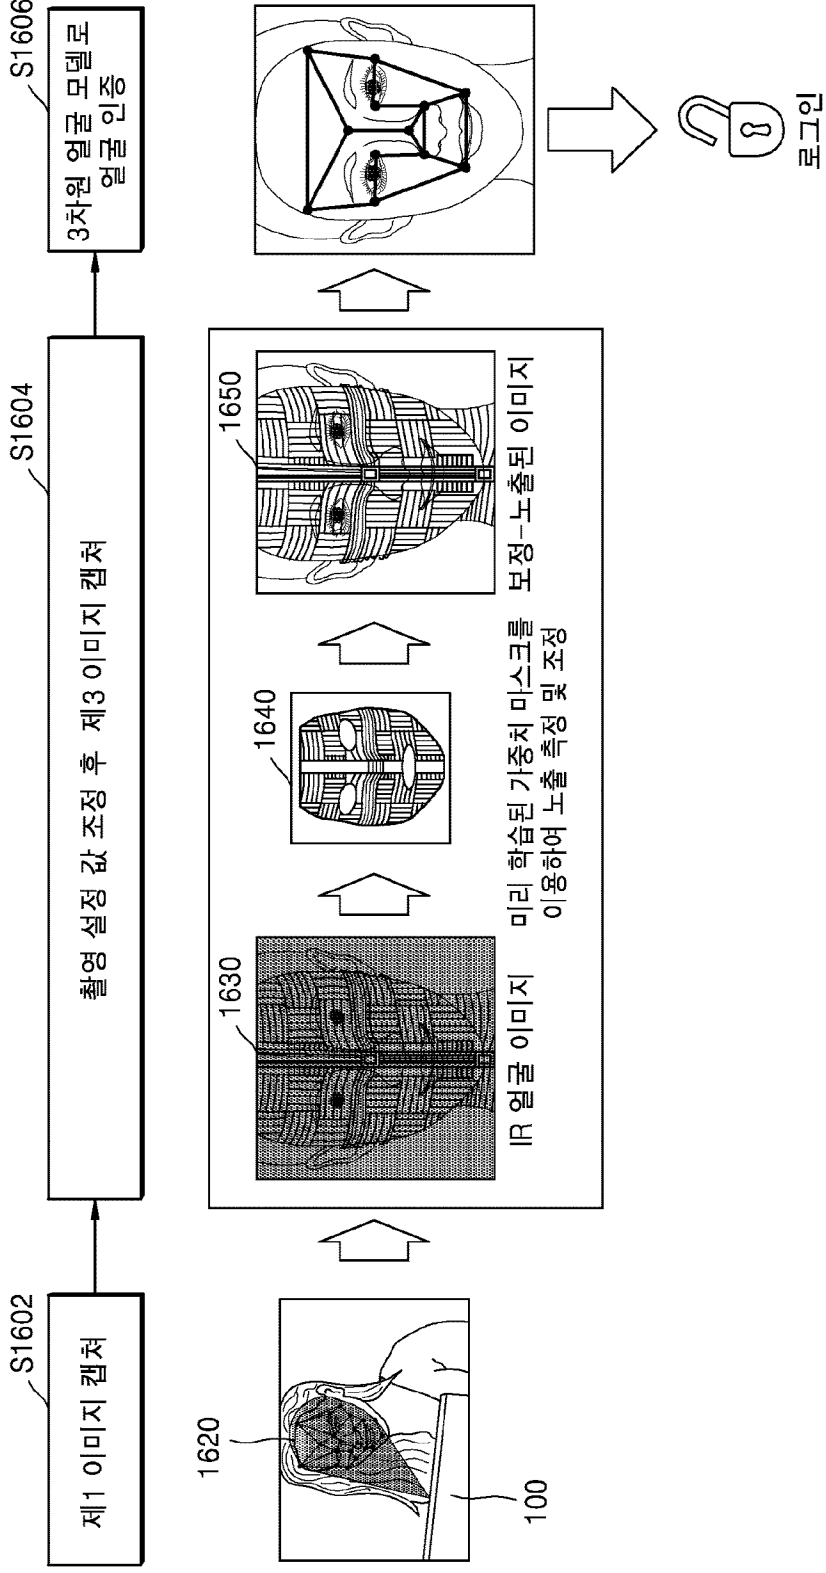 S1602
제1 이미지 캡쳐
S1604
촬영 설정 값 조정 후 제3 이미지 캡쳐
S1606
3차원 얼굴 모델로
얼굴 인증
1620
100
1630
IR 얼굴 이미지
1640
미리 학습된 가중치 마스크를
이용하여 노출 측정 및 조정
1650
보정-노출된 이미지
로그인